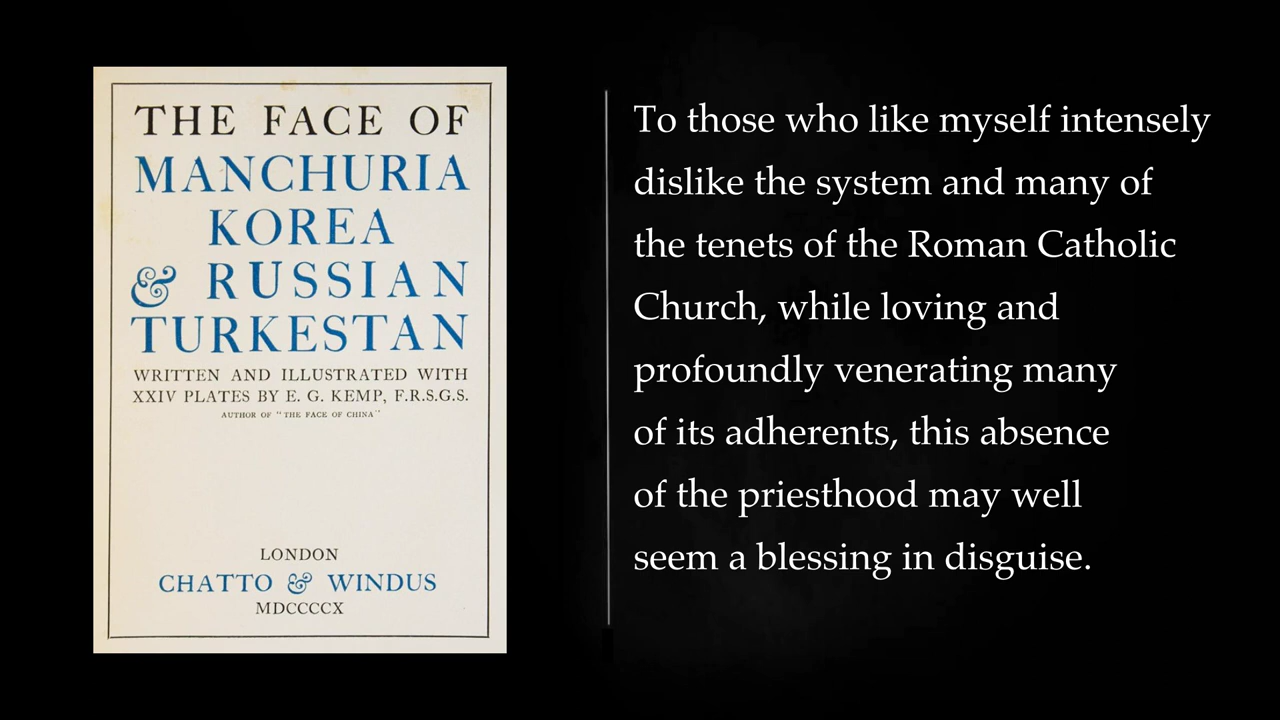 THE FACE OF
MANCHURIA
KOREA
& RUSSIAN
TURKESTAN
WRITTEN AND ILLUSTRATED WITH
XXIV PLATES BY E. G. KEMP, F.R.S.G.S.
AUTHOR OF "THE FACE OF CHINA"
LONDON
CHATTO & WINDUS
MDCCCCX
To those who like myself intensely
dislike the system and many of
the tenets of the Roman Catholic
Church, while loving and
profoundly venerating many
of its adherents, this absence
of the priesthood may well
seem a blessing in disguise.